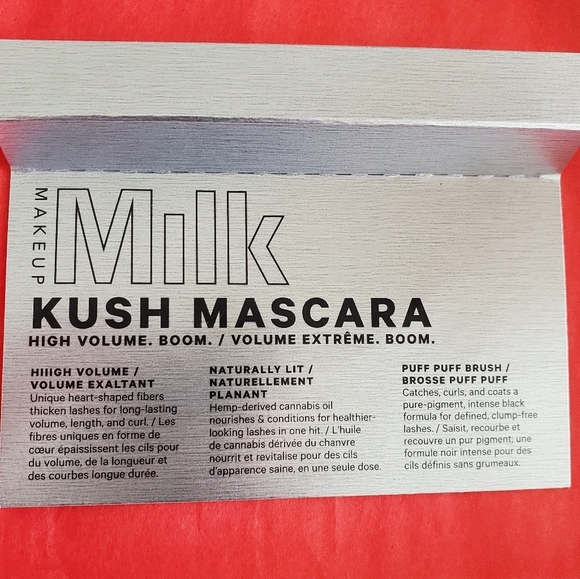 MAKEUP
Milk
KUSH MASCARA
HIGH VOLUME. BOOM. / VOLUME EXTRÊME. BOOM.
HIIIGH VOLUME /
VOLUME EXALTANT
Unique heart-shaped fibers
thicken lashes for long-lasting
volume, length, and curl. / Les
fibres uniques en forme de
cœur épaississent les cils pour
du volume, de la longueur et
des courbes longue durée.
NATURALLY LIT /
NATURELLEMENT
PLANANT
Hemp-derived cannabis oil
nourishes & conditions for healthier-
looking lashes in one hit. / L'huile
de cannabis dérivée du chanvre
nourrit et revitalise pour des cils
d'apparence saine, en une seule dose.
PUFF PUFF BRUSH /
BROSSE PUFF PUFF
Catches, curls, and coats a
pure-pigment, intense black
formula for defined, clump-free
lashes. / Saisit, recourbe et
recouvre un pur pigment; une
formule noir intense pour des
cils définis sans grumeaux.